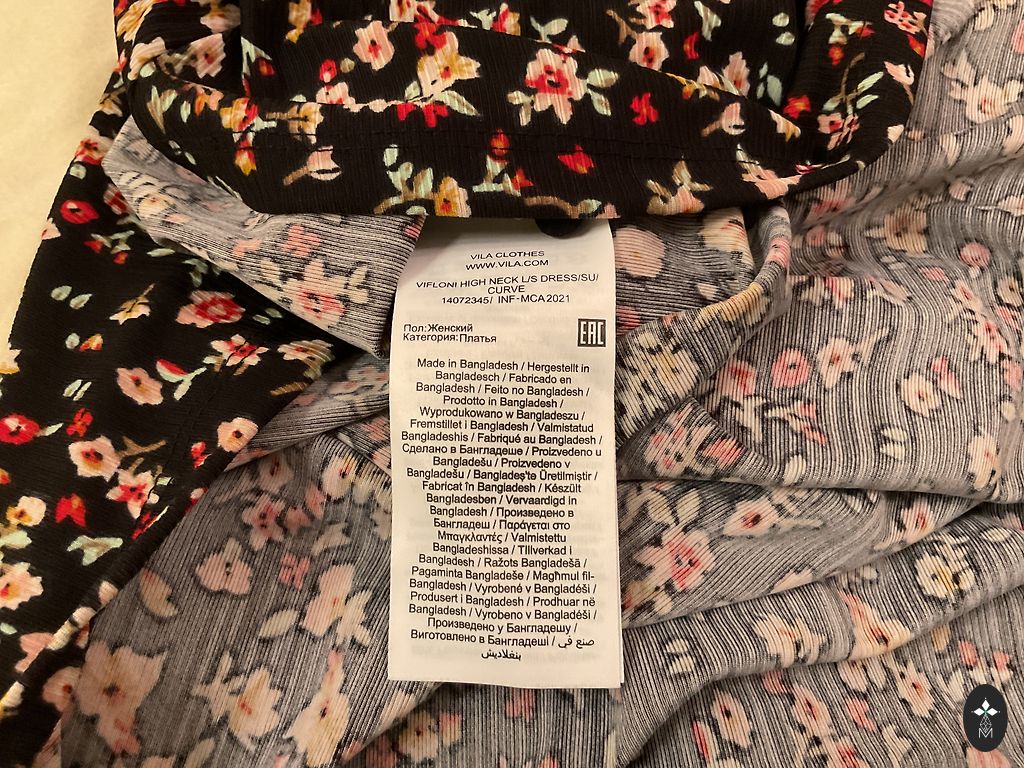 VILA CLOTHES
WWW.VILA.COM
VIFLONI HIGH NECK L/S DRESS/SU/
CURVE
14072345/ INF-MCA2021
Пол:Женский
Категория:Платья
EAC
Made in Bangladesh / Hergestellt in
Bangladesch / Fabricado en
Bangladesh / Feito no Bangladesh /
Prodotto in Bangladesh /
Wyprodukowano w Bangladeszu /
Fremstillet i Bangladesh / Valmistatud
Bangladeshis / Fabriqué au Bangladesh /
Сделано в Бангладеше / Proizvedeno u
Bangladešu / Proizvedeno v
Bangladešu / Bangladeş'te Üretilmiştir /
Fabricat în Bangladesh / Készült
Bangladesben / Vervaardigd in
Bangladesh / Произведено в
Бангладеш / Παράγεται στο
Μπαγκλαντές / Valmistettu
Bangladeshissa / Tillverkad i
Bangladesh / Ražots Bangladešā /
Pagaminta Bangladeše / Magħmul fil-
Bangladesh / Vyrobené v Bangladéši /
Produsert i Bangladesh / Prodhuar në
Bangladesh / Vyrobeno v Bangladéši /
Произведено у Бангладешу /
Виготовлено в Бангладеші / صنع في
بنغلاديش
M